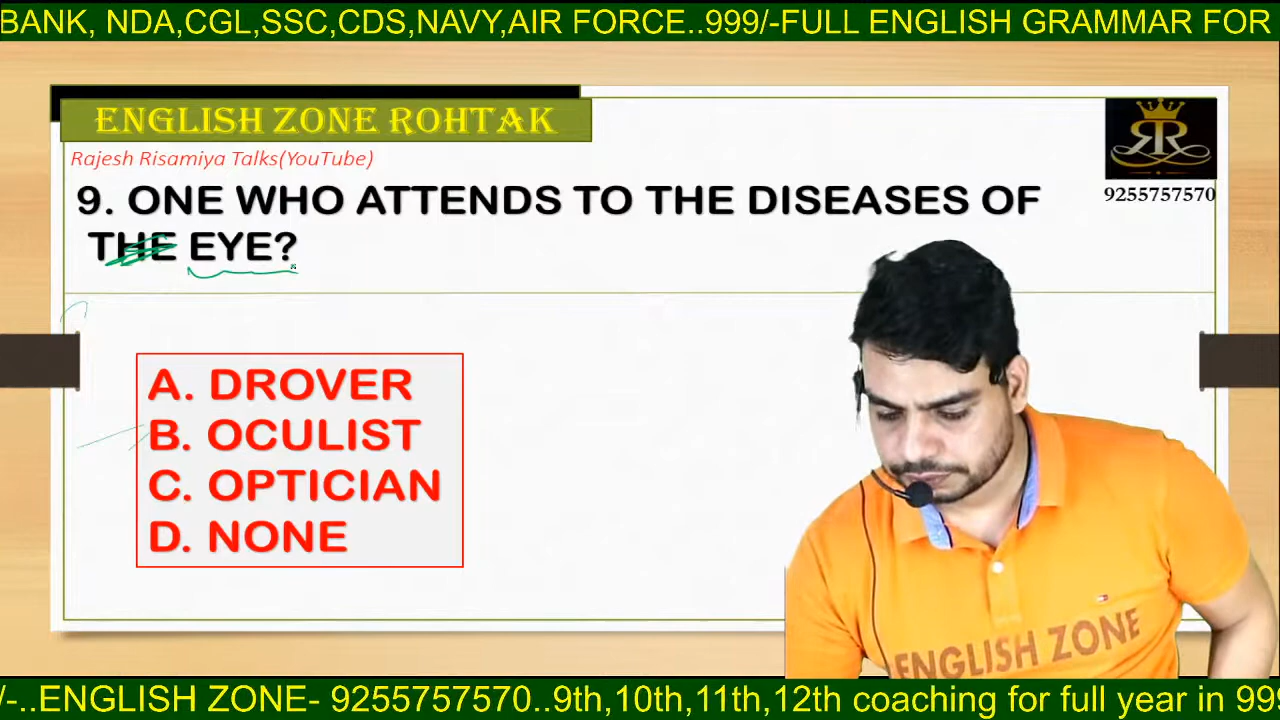 BANK, NDA,CGL,SSC,CDS,NAVY,AIR FORCE..999/-FULL ENGLISH GRAMMAR FOR
ENGLISH ZONE ROHTAK
Rajesh Risamiya Talks(YouTube)
RR
9255757570
9. ONE WHO ATTENDS TO THE DISEASES OF
THE EYE?
A. DROVER
B. OCULIST
C. OPTICIAN
D. NONE
ENGLISH ZONE
/-..ENGLISH ZONE- 9255757570..9th,10th,11th,12th coaching for full year in 999